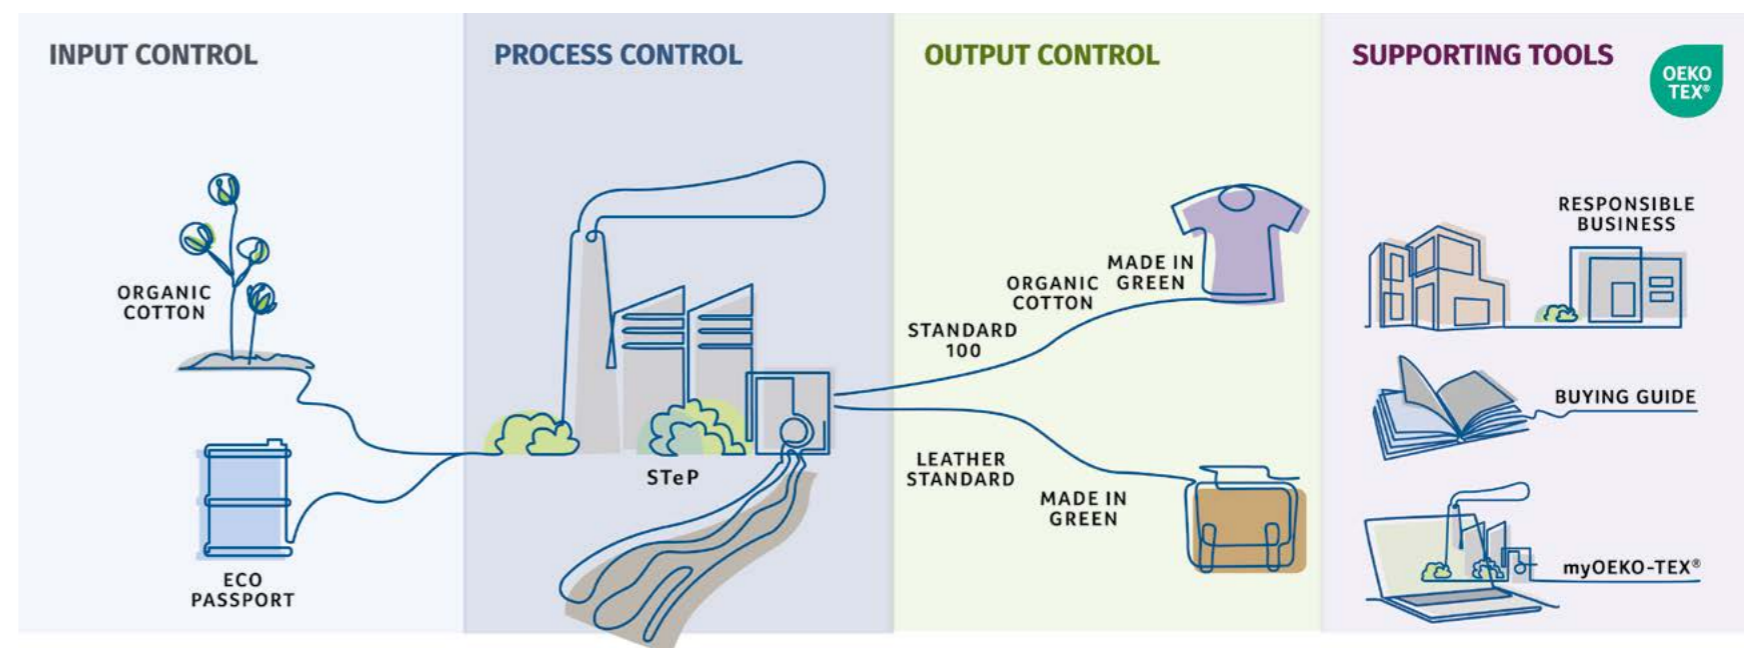 INPUT CONTROL
ORGANIC
COTTON
ECO
PASSPORT
PROCESS CONTROL
STeP
OUTPUT CONTROL
MADE IN
GREEN
ORGANIC
COTTON
STANDARD
100
LEATHER
STANDARD
MADE IN
GREEN
SUPPORTING TOOLS
OEKO
TEX®
RESPONSIBLE
BUSINESS
BUYING GUIDE
myOEKO-TEX®